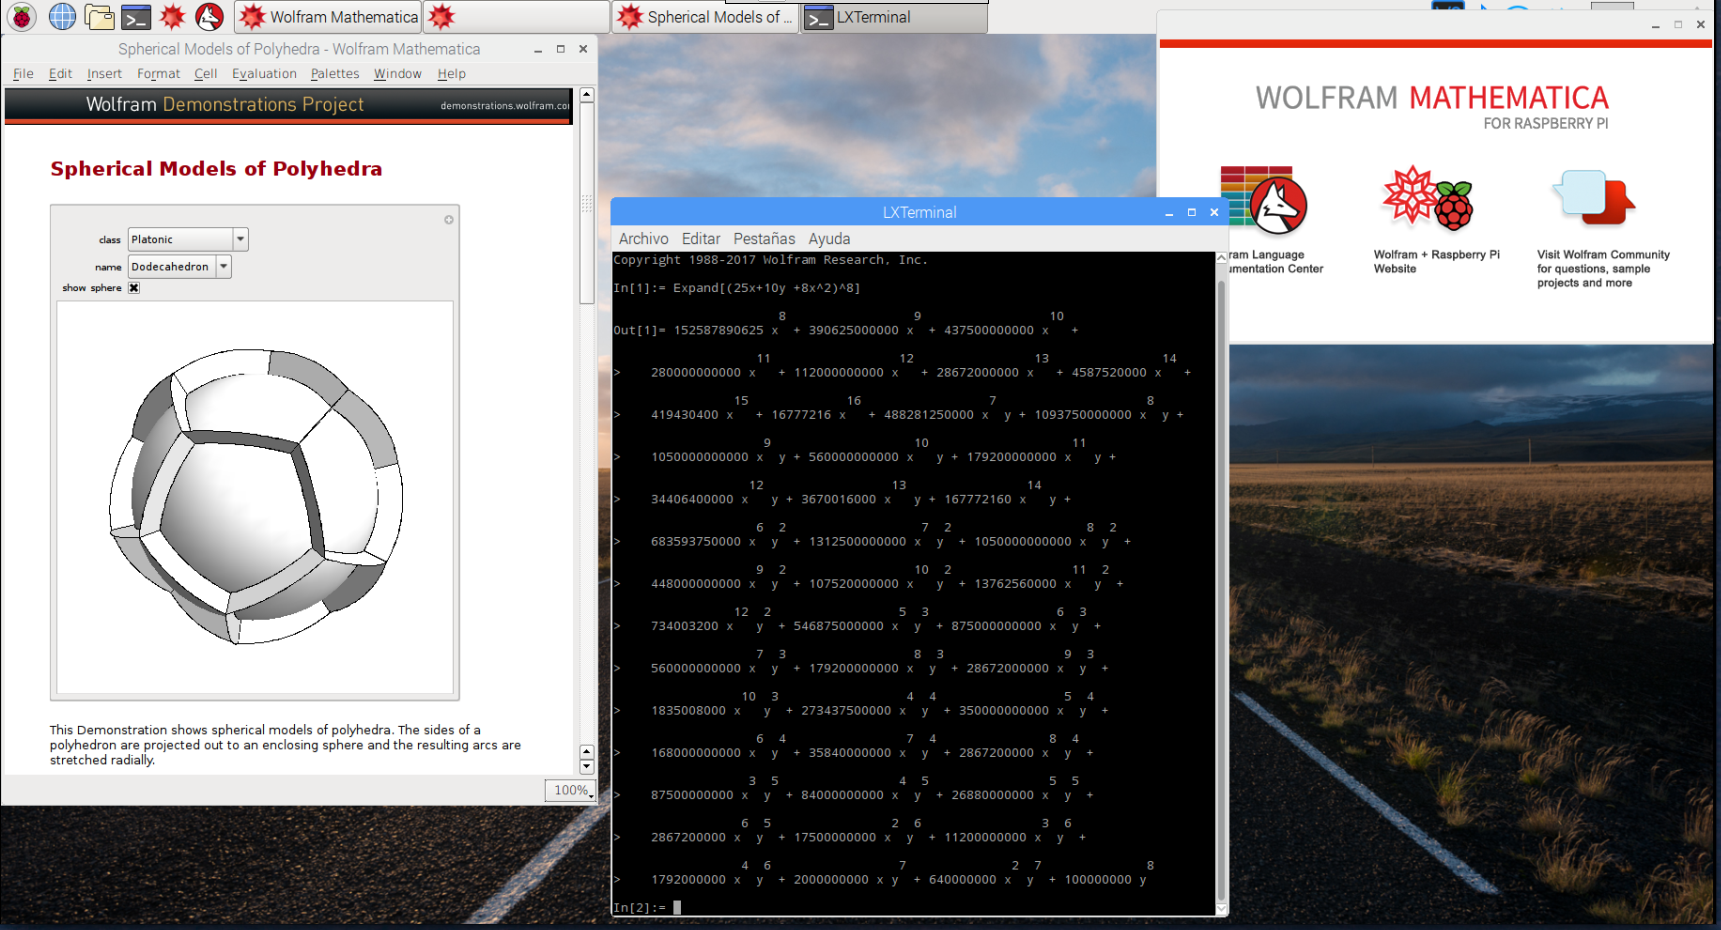 Wolfram Mathematica
Spherical Models of ...
LXTerminal
Spherical Models of Polyhedra - Wolfram Mathematica
File Edit Insert Format Cell Evaluation Palettes Window Help
Wolfram Demonstrations Project
demonstrations.wolfram.co
Spherical Models of Polyhedra
class Platonic
name Dodecahedron
show sphere
This Demonstration shows spherical models of polyhedra. The sides of a
polyhedron are projected out to an enclosing sphere and the resulting arcs are
stretched radially.
100%
LXTerminal
Archivo Editar Pestañas Ayuda
Copyright 1988-2017 Wolfram Research, Inc.
In[1]:= Expand[(25x+10y +8x^2)^8]
8 9 10
Out[1]= 152587890625 x + 390625000000 x + 437500000000 x +
11 12 13 14
> 280000000000 x + 112000000000 x + 28672000000 x + 4587520000 x +
15 16 7 8
> 419430400 x + 16777216 x + 488281250000 x y + 1093750000000 x y +
9 10 11
> 1050000000000 x y + 560000000000 x y + 179200000000 x y +
12 13 14
> 34406400000 x y + 3670016000 x y + 167772160 x y +
6 2 7 2 8 2
> 683593750000 x y + 1312500000000 x y + 1050000000000 x y +
9 2 10 2 11 2
> 448000000000 x y + 107520000000 x y + 13762560000 x y +
12 2 5 3 6 3
> 734003200 x y + 546875000000 x y + 875000000000 x y +
7 3 8 3 9 3
> 560000000000 x y + 179200000000 x y + 28672000000 x y +
10 3 4 4 5 4
> 1835008000 x y + 273437500000 x y + 350000000000 x y +
6 4 7 4 8 4
> 168000000000 x y + 35840000000 x y + 2867200000 x y +
3 5 4 5 5 5
> 87500000000 x y + 84000000000 x y + 26880000000 x y +
6 5 2 6 3 6
> 2867200000 x y + 17500000000 x y + 11200000000 x y +
4 6 7 2 7 8
> 1792000000 x y + 2000000000 x y + 640000000 x y + 100000000 y
In[2]:=
WOLFRAM MATHEMATICA
FOR RASPBERRY PI
ram Language
umentation Center
Wolfram + Raspberry Pi
Website
Visit Wolfram Community
for questions, sample
projects and more